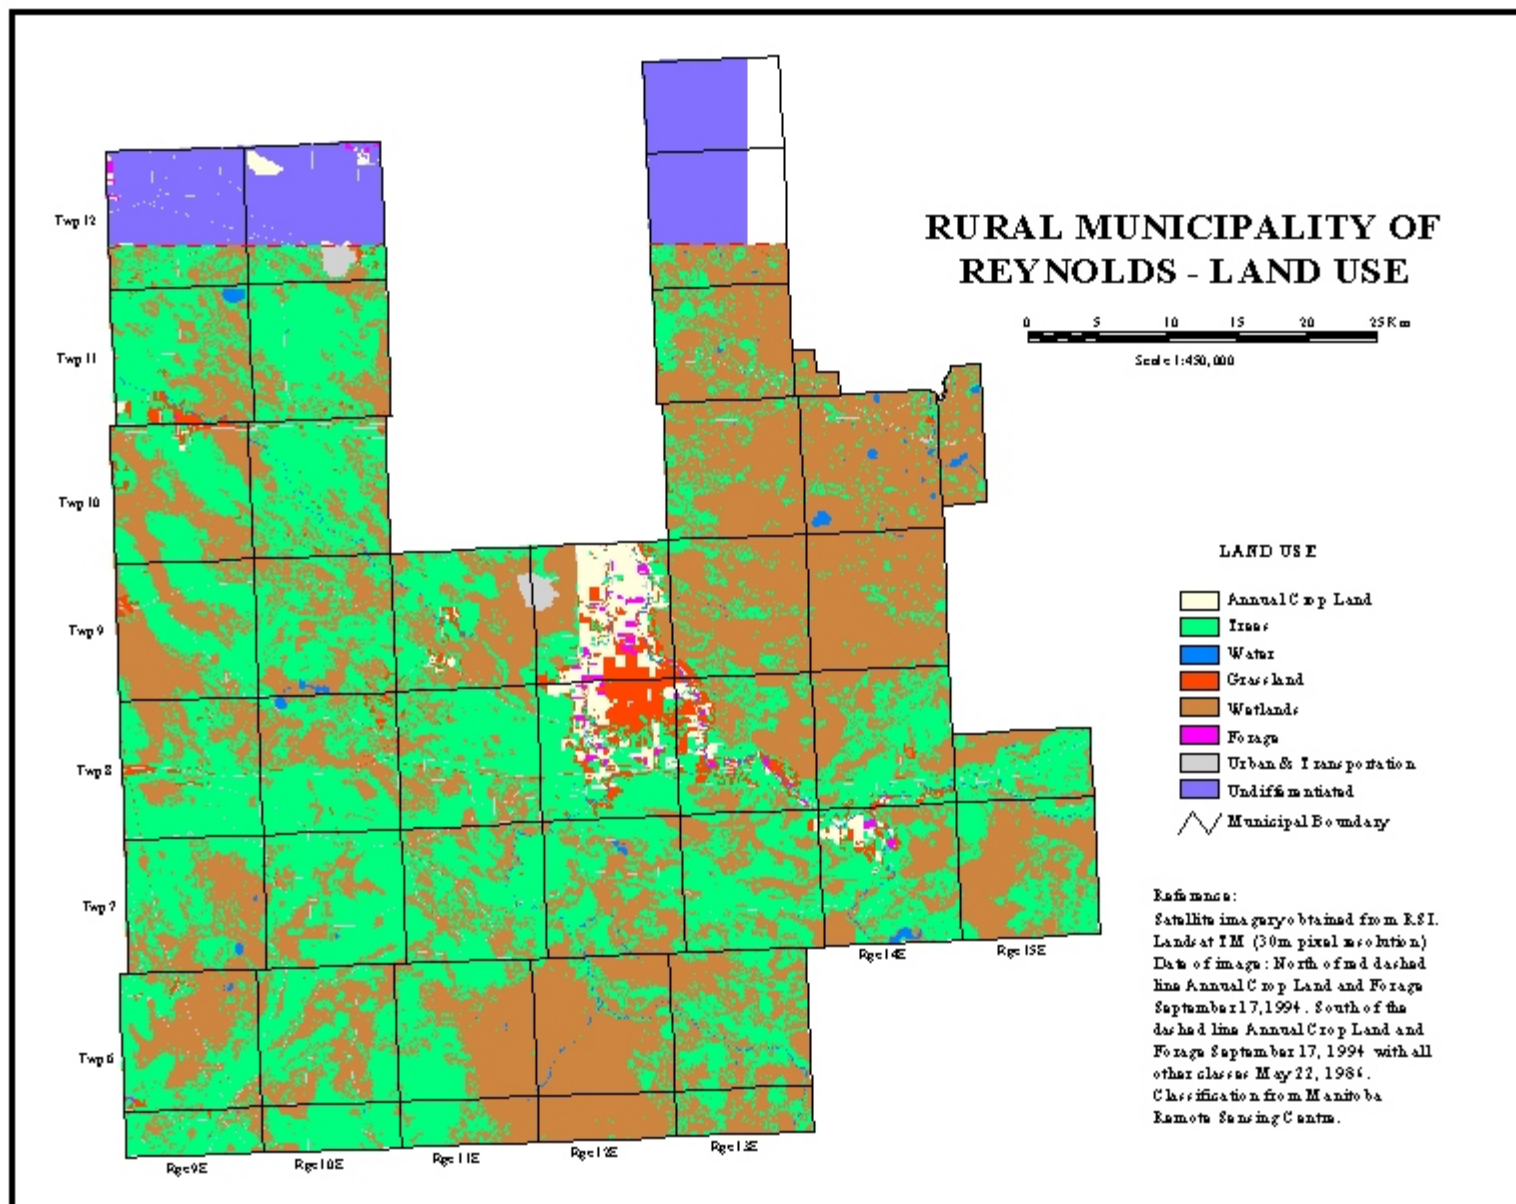 RURAL MUNICIPALITY OF
REYNOLDS - LAND USE
0 5 10 15 20 25 Km
Scale 1:450,000
Twp 12
Twp 11
Twp 10
Twp 9
Twp 8
Twp 7
Twp 6
Rge 9E
Rge 10E
Rge 11E
Rge 12E
Rge 13E
Rge 14E
Rge 15E
LAND USE
Annual Crop Land
Trees
Water
Grassland
Wetlands
Forage
Urban & Transportation
Undifferentiated
Municipal Boundary
Reference:
Satellite imagery obtained from RSI.
Landsat TM (30m pixel resolution)
Date of image: North of red dashed
line Annual Crop Land and Forage
September 17, 1994. South of the
dashed line Annual Crop Land and
Forage September 17, 1994 with all
other classes May 22, 1986.
Classification from Manitoba
Remote Sensing Centre.